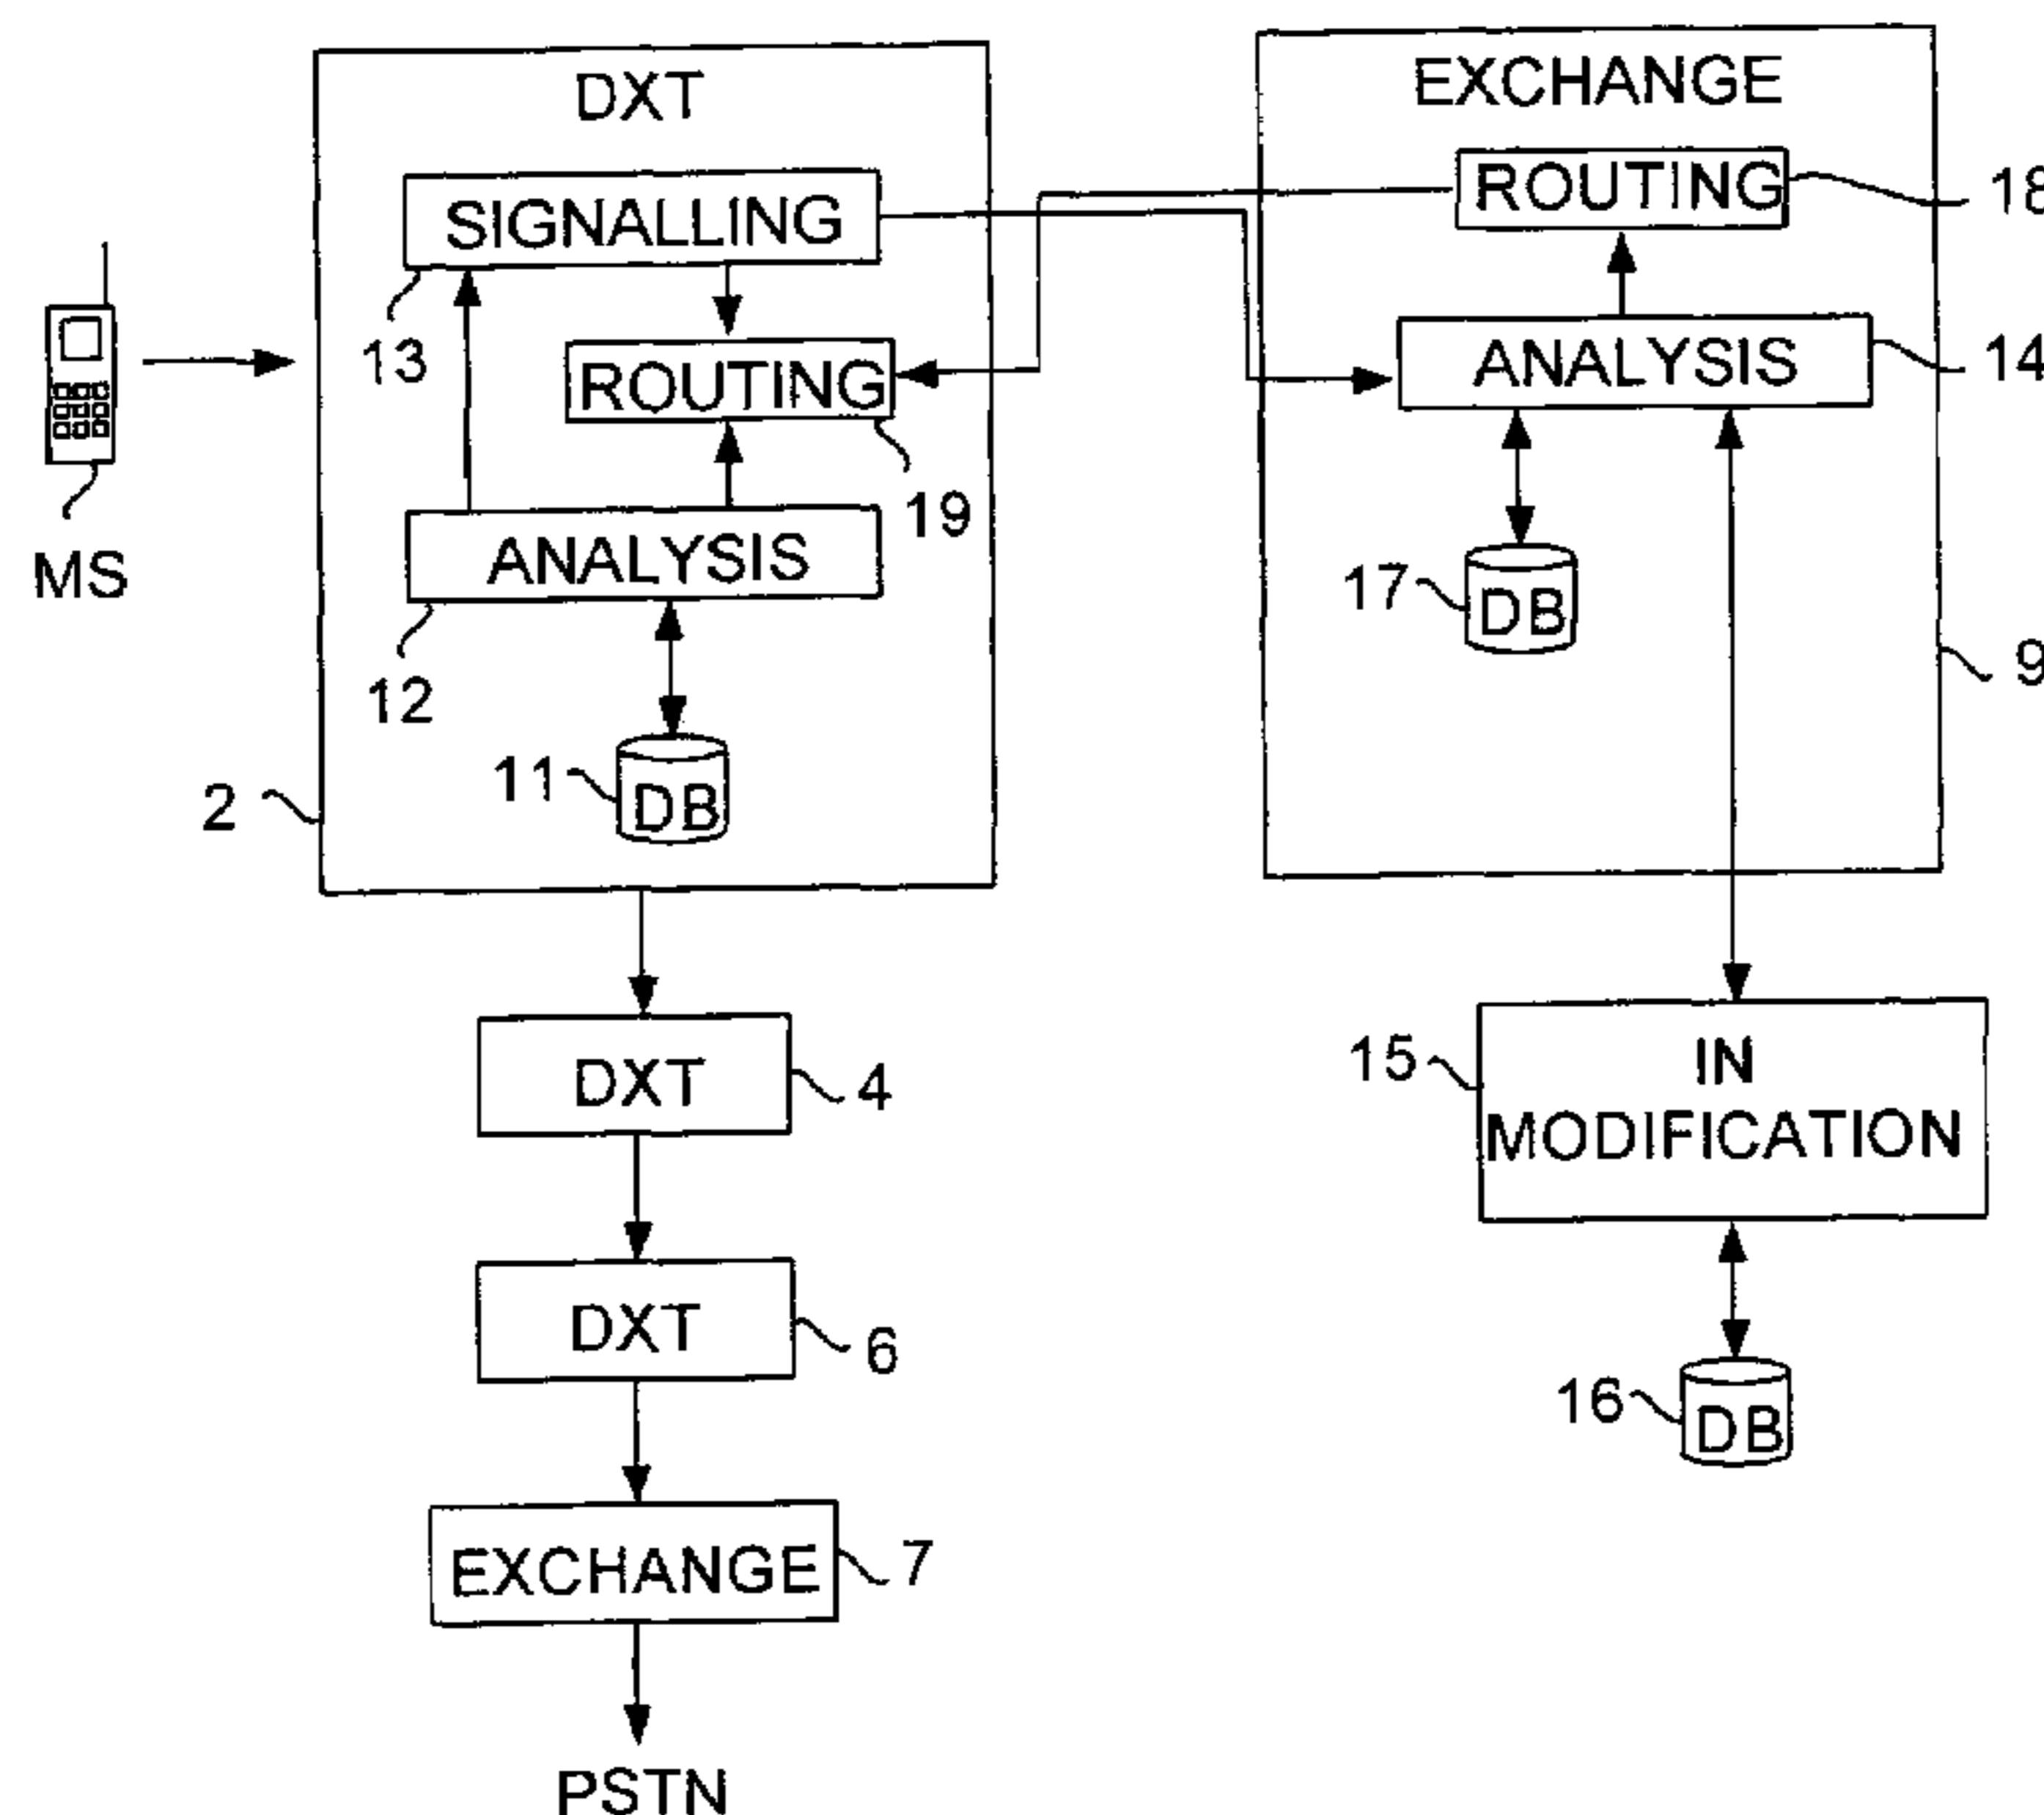 DXT
SIGNALLING
13
ROUTING
19
ANALYSIS
12
11
DB
2
MS
EXCHANGE
ROUTING
18
ANALYSIS
14
17
DB
9
DXT
4
15
IN
MODIFICATION
DXT
6
16
DB
EXCHANGE
7
PSTN